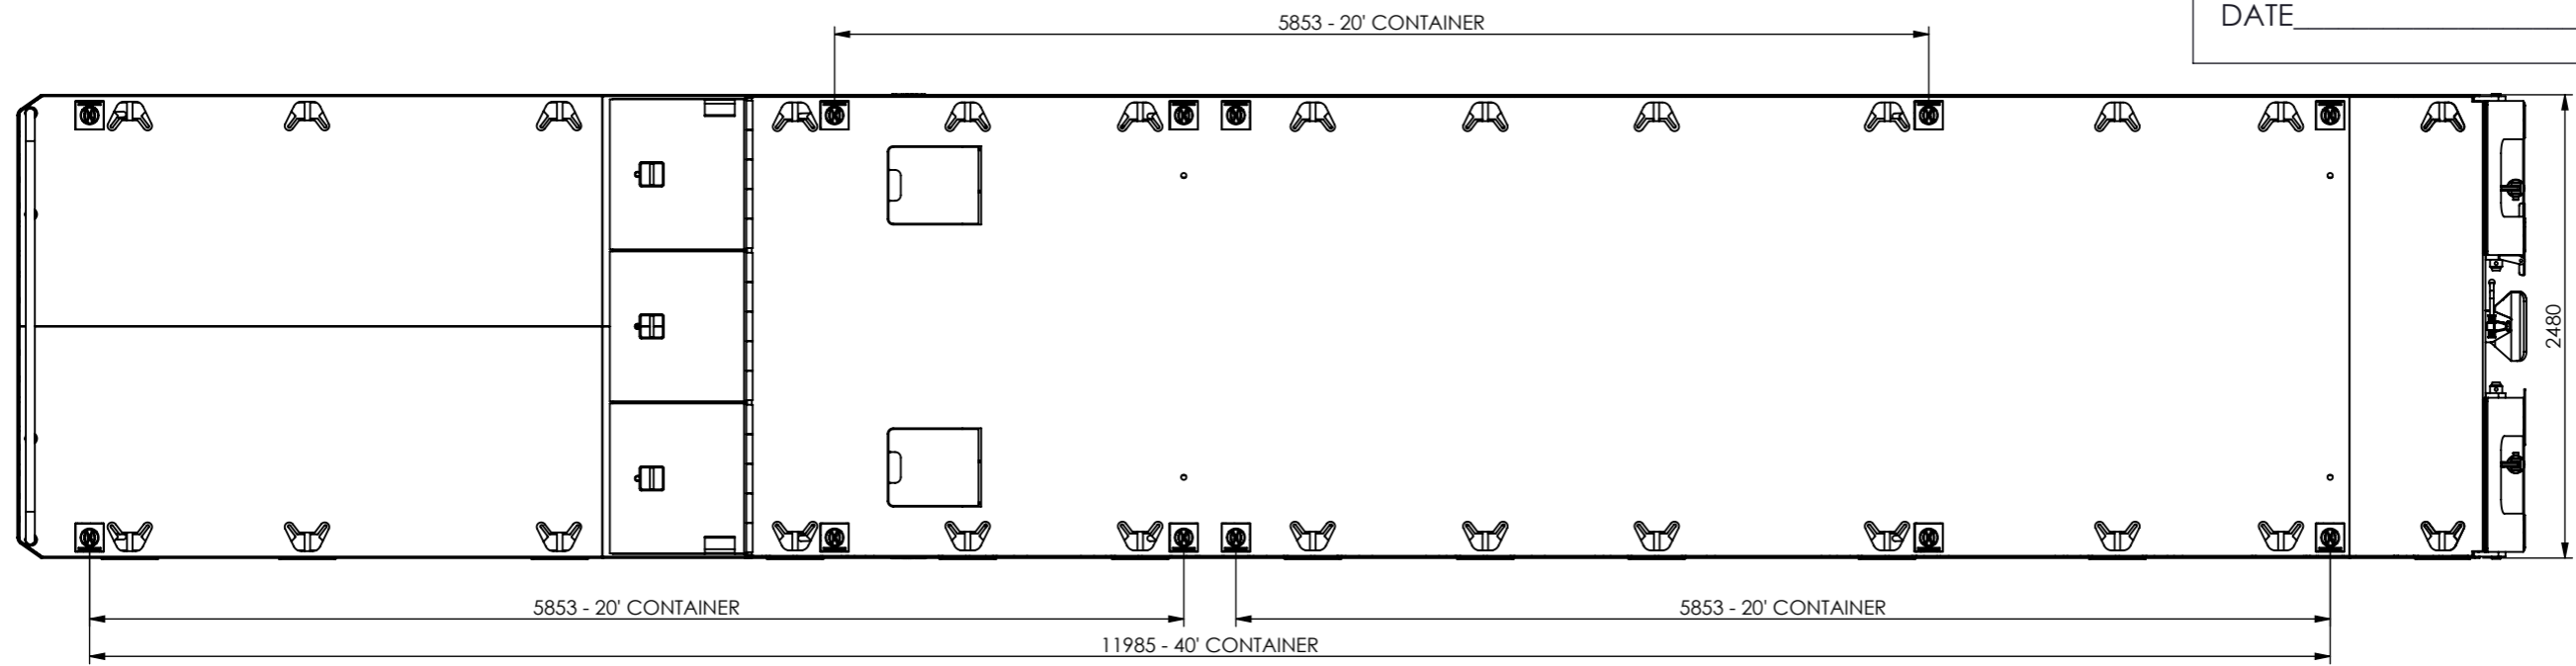 DATE
5853 - 20' CONTAINER
2480
5853 - 20' CONTAINER
5853 - 20' CONTAINER
11985 - 40' CONTAINER